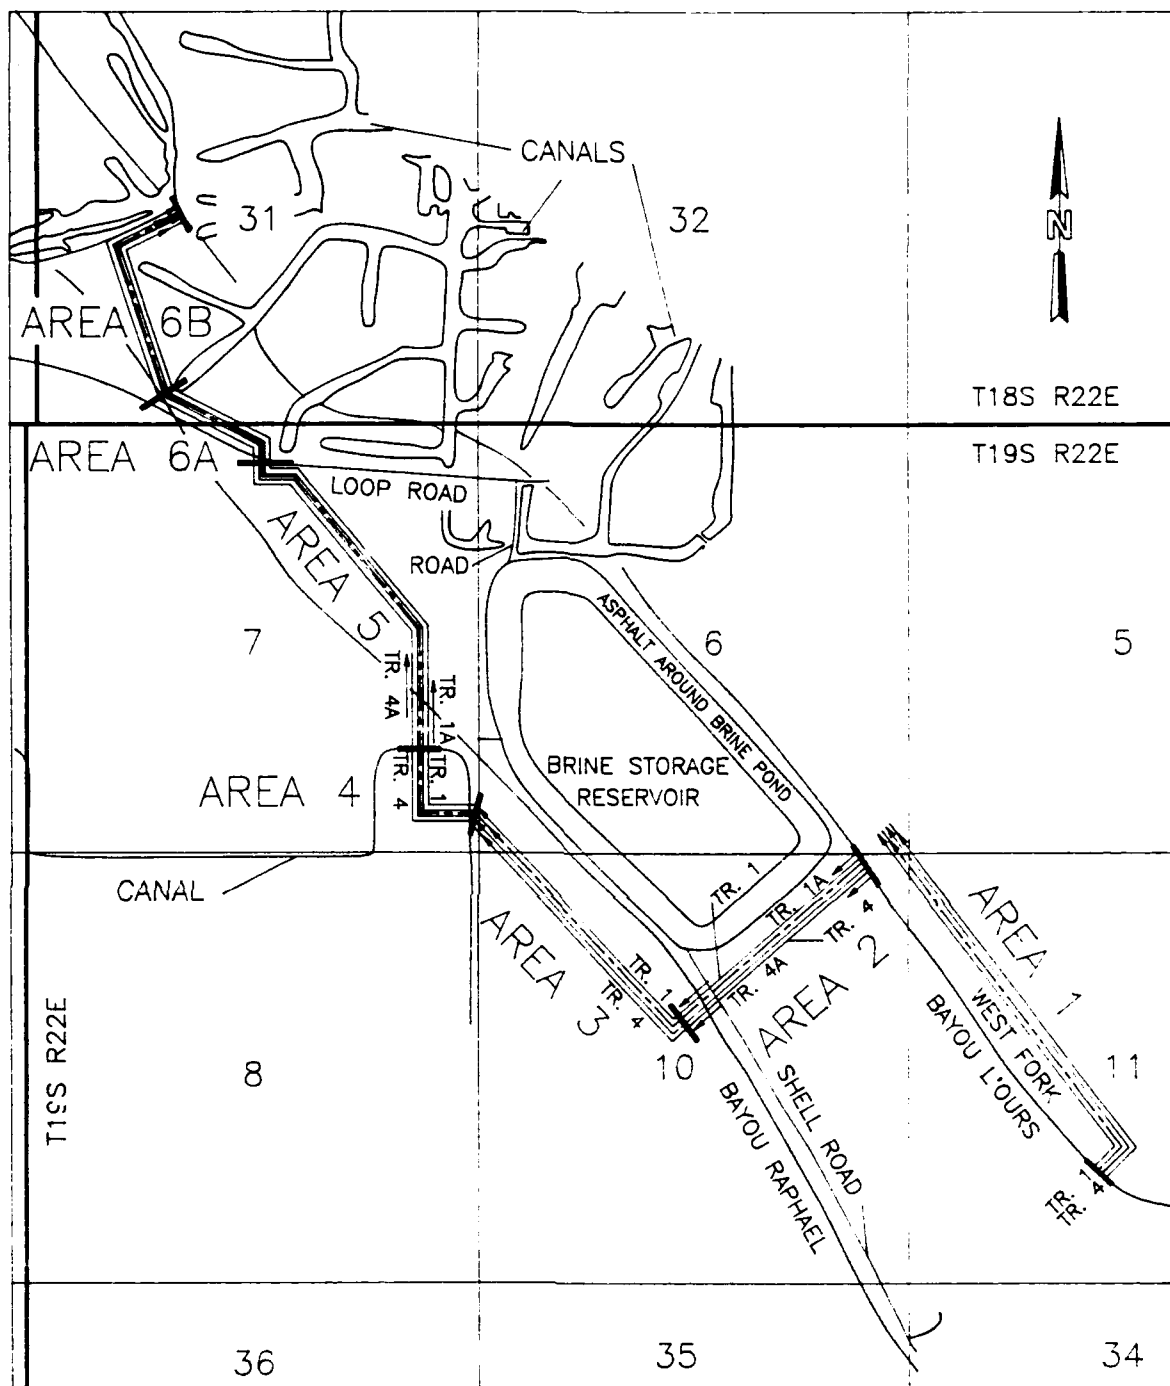 CANALS
31
32
N
AREA 6B
T18S R22E
AREA 6A
T19S R22E
LOOP ROAD
AREA 5
ROAD
7
ASPHALT AROUND BRINE POND
6
5
TR. 4A
TR. 1A
BRINE STORAGE
RESERVOIR
AREA 4
TR. 4
TR. 1
CANAL
TR. 1
TR. 1A
TR. 4
AREA 1
AREA 3
TR. 4A
AREA 2
TR. 1
TR. 4
WEST FORK
BAYOU L'OURS
T19S R22E
8
10
11
SHELL ROAD
BAYOU RAPHAEL
TR. 1
TR. 4
36
35
34